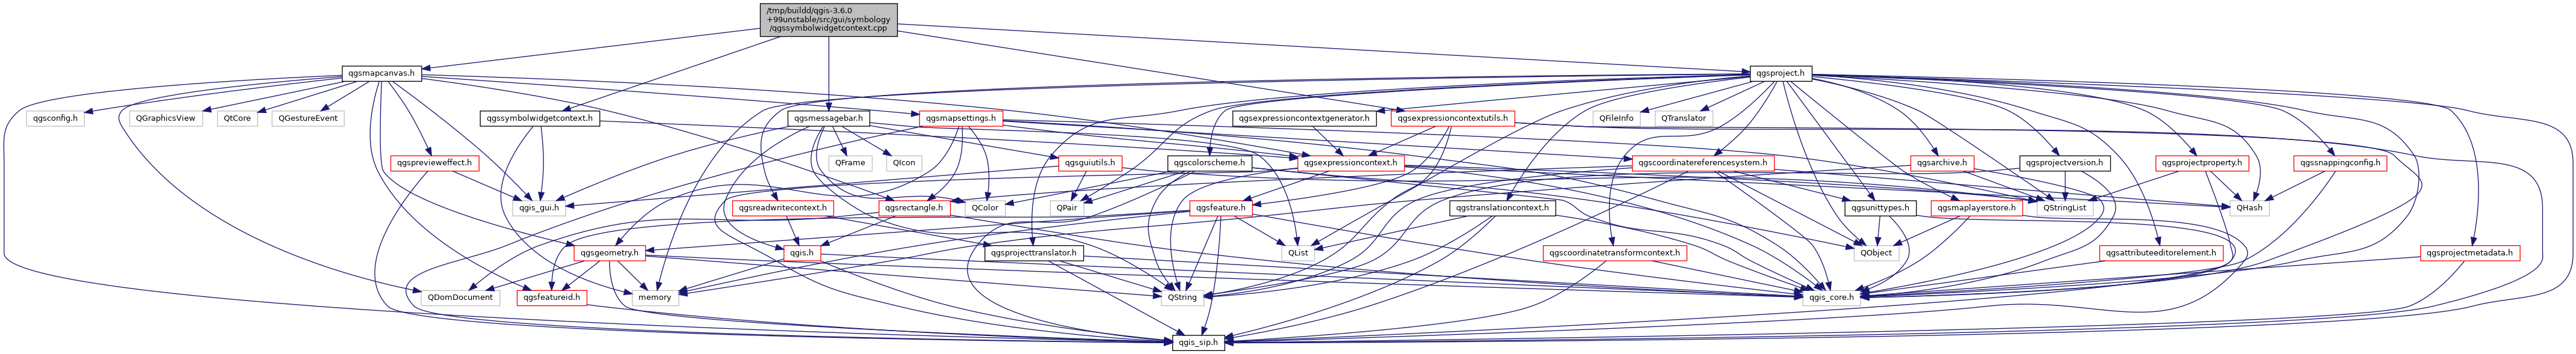 /tmp/buildd/qgis-3.6.0
+99unstable/src/gui/symbology
/qgssymbolwidgetcontext.cpp
qgsmapcanvas.h
qgsproject.h
qgsconfig.h
QGraphicsView
QtCore
QGestureEvent
qgssymbolwidgetcontext.h
qgsmessagebar.h
qgsmapsettings.h
qgsexpressioncontextgenerator.h
qgsexpressioncontextutils.h
QFileInfo
QTranslator
qgspreviewеffect.h
QFrame
QIcon
qgsguiutils.h
qgscolorscheme.h
qgsexpressioncontext.h
qgscoordinatereferencesystem.h
qgsarchive.h
qgsprojectversion.h
qgsprojectproperty.h
qgssnappingconfig.h
qgis_gui.h
qgsreadwritecontext.h
qgsrectangle.h
QColor
QPair
qgsfeature.h
qgstranslationcontext.h
qgsunittypes.h
qgsmaplayerstore.h
QStringList
QHash
qgsgeometry.h
qgis.h
qgsprojecttranslator.h
QList
qgscoordinatetransformcontext.h
QObject
qgsattributeeditorelement.h
qgsprojectmetadata.h
QDomDocument
qgsfeatureid.h
memory
QString
qgis_core.h
qgis_sip.h